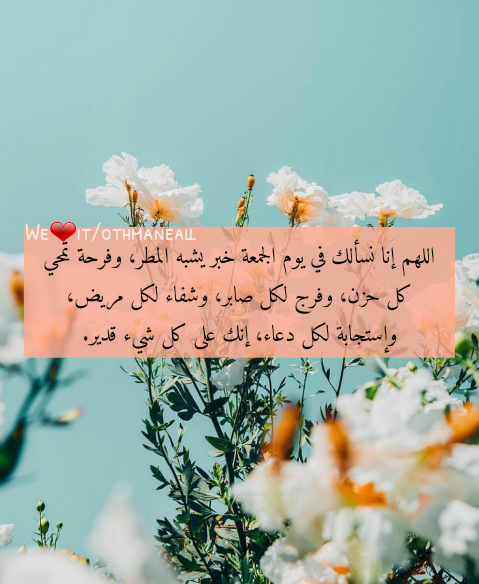 We❤it/othmaneall
اللهم إنا نسألك في يوم الجمعة خبر يشبه المطر، وفرحة تمحي
كل حزن، وفرج لكل صابر، وشفاء لكل مريض،
وإستجابة لكل دعاء، إنك على كل شيء قدير.